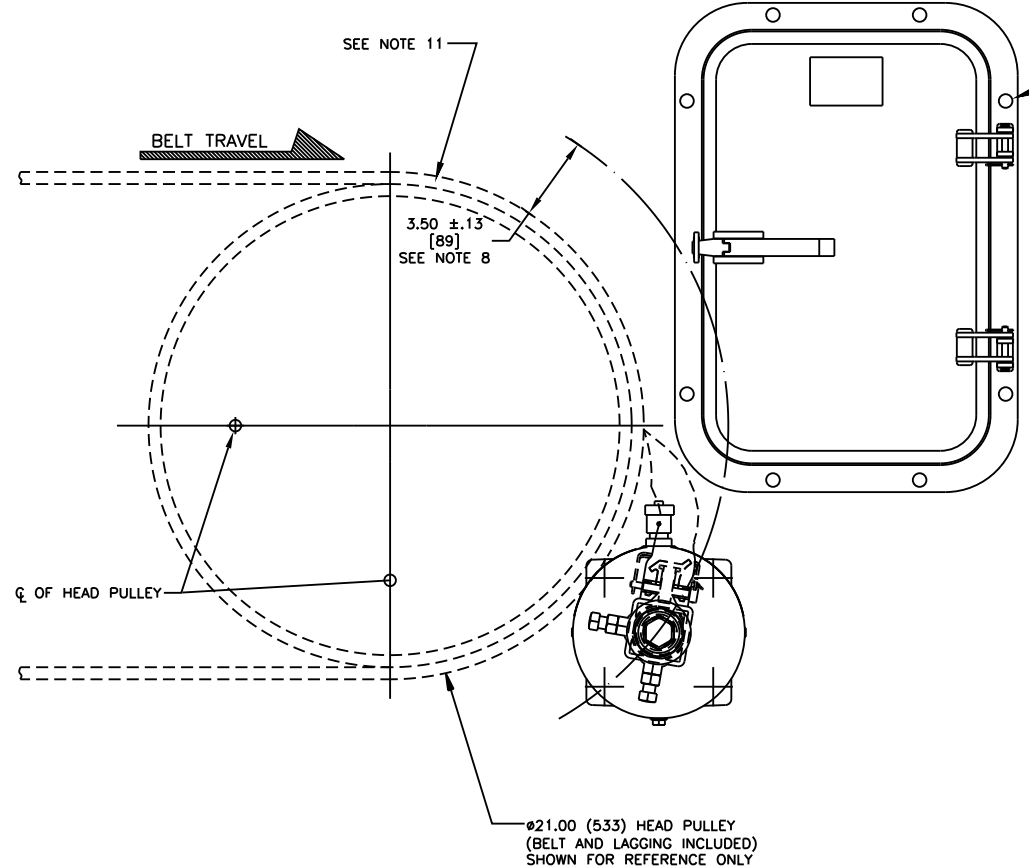 SEE NOTE 11
BELT TRAVEL
3.50 ±.13
[89]
SEE NOTE 8
℄ OF HEAD PULLEY
ø21.00 (533) HEAD PULLEY
(BELT AND LAGGING INCLUDED)
SHOWN FOR REFERENCE ONLY